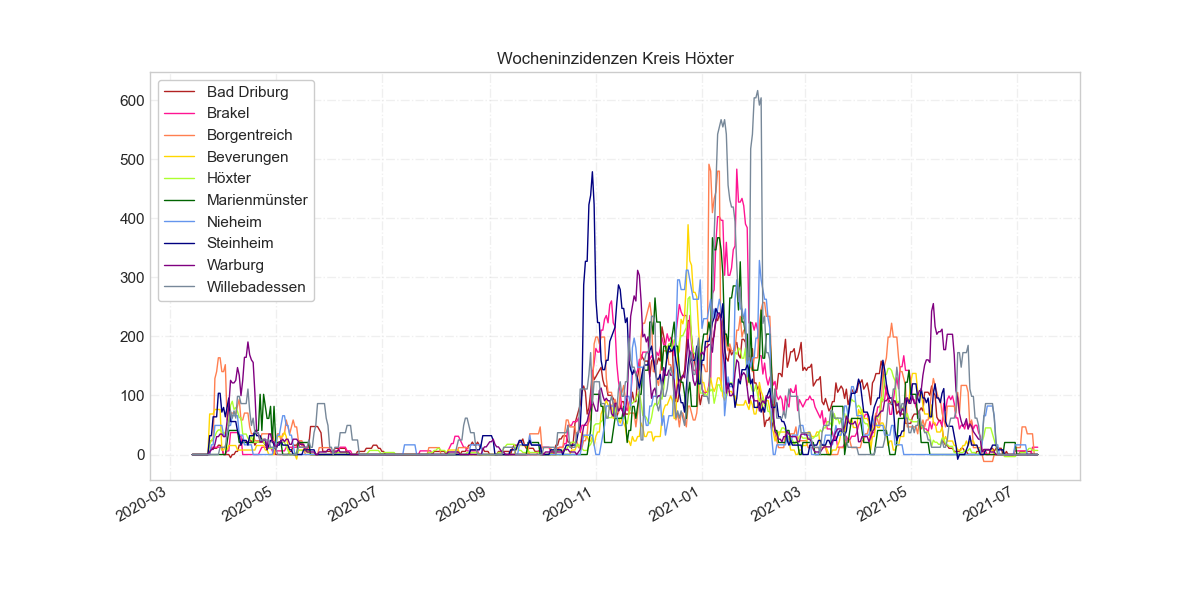 Wocheninzidenzen Kreis Höxter
Bad Driburg
Brakel
Borgentreich
Beverungen
Höxter
Marienmünster
Nieheim
Steinheim
Warburg
Willebadessen
600
500
400
300
200
100
0
2020-03
2020-05
2020-07
2020-09
2020-11
2021-01
2021-03
2021-05
2021-07